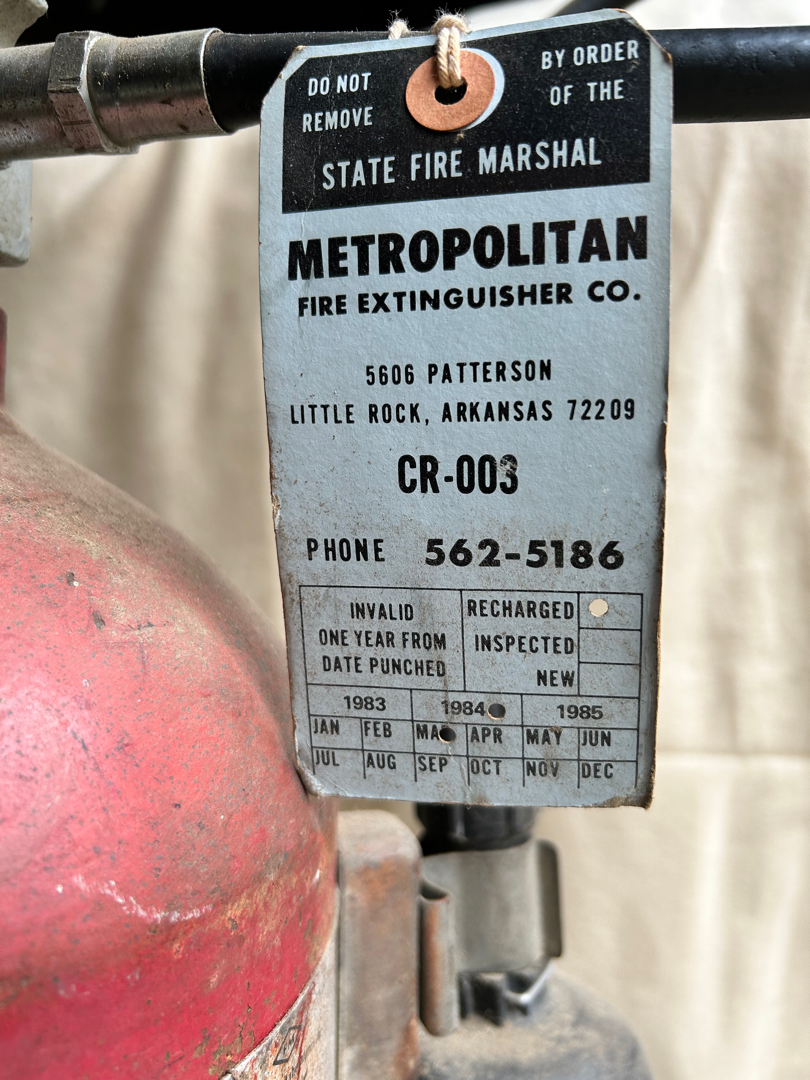 DO NOT
REMOVE
BY ORDER
OF THE
STATE FIRE MARSHAL
METROPOLITAN
FIRE EXTINGUISHER CO.
5606 PATTERSON
LITTLE ROCK, ARKANSAS 72209
CR-003
PHONE 562-5186
INVALID
ONE YEAR FROM
DATE PUNCHED
RECHARGED
INSPECTED
NEW
1983 1984 1985
JAN FEB MAR APR MAY JUN
JUL AUG SEP OCT NOV DEC